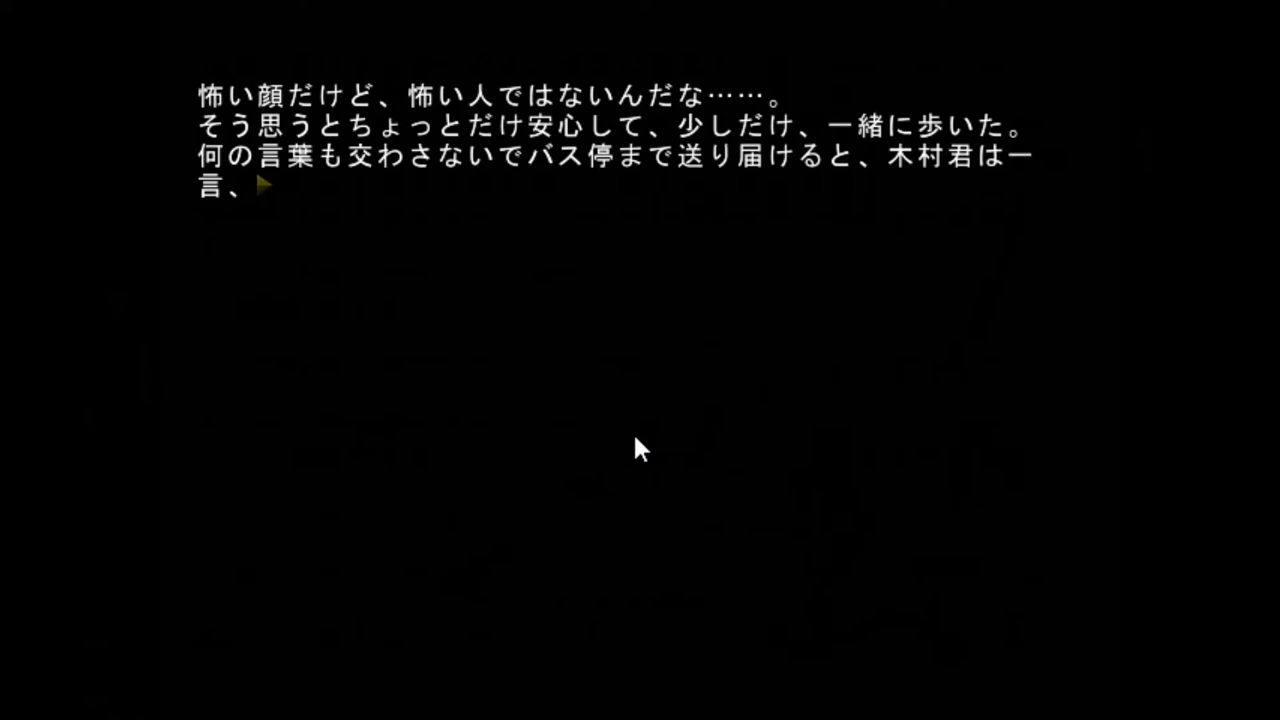 怖い顔だけど、怖い人ではないんだな……。
そう思うとちょっとだけ安心して、少しだけ、一緒に歩いた。
何の言葉も交わさないでバス停まで送り届けると、木村君は一
言、